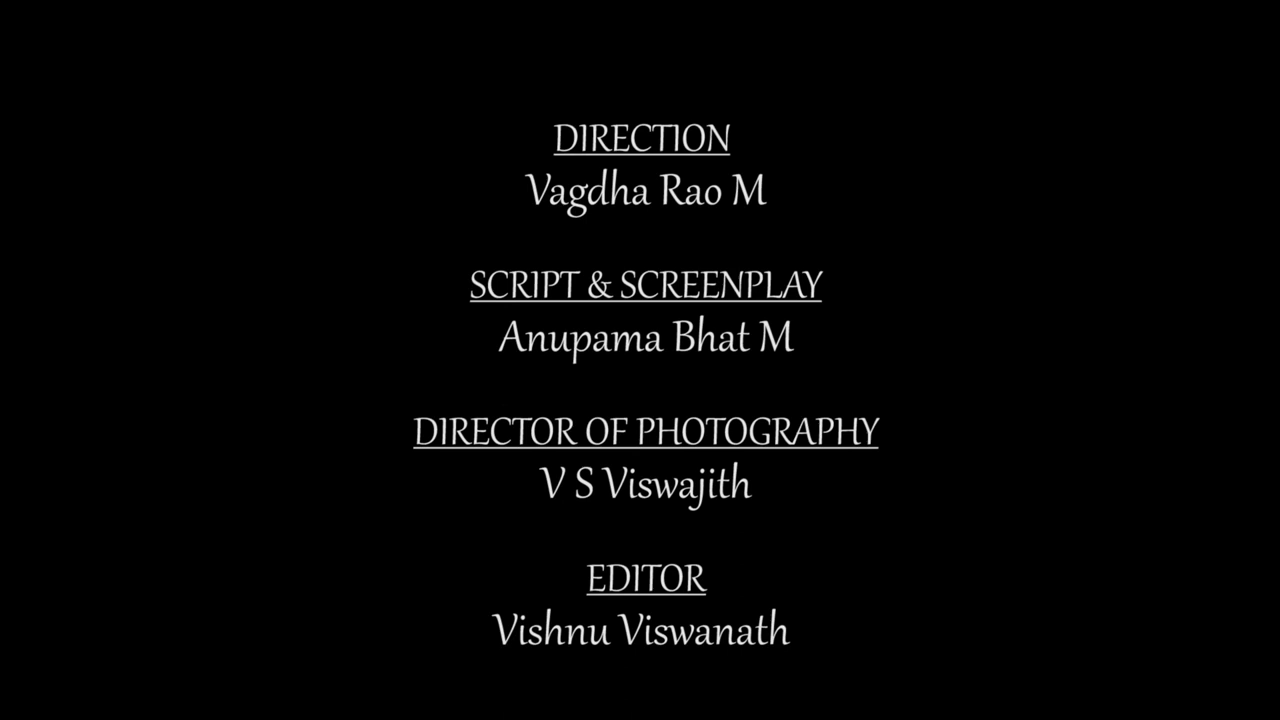 DIRECTION
Vagdha Rao M
SCRIPT & SCREENPLAY
Anupama Bhat M
DIRECTOR OF PHOTOGRAPHY
V S Viswajith
EDITOR
Vishnu Viswanath